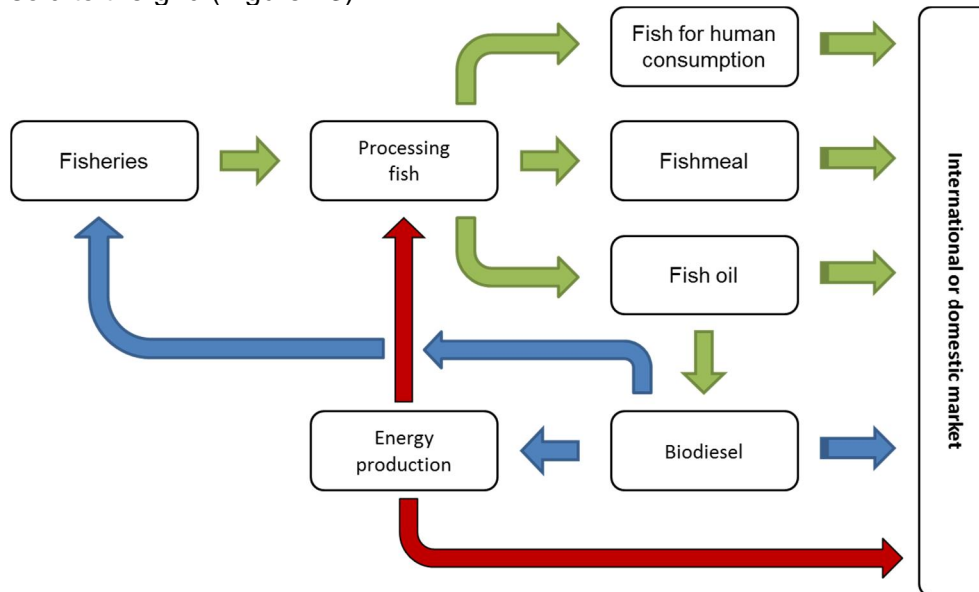 Fish for human
consumption
Fisheries
Processing
fish
Fishmeal
Fish oil
Energy
production
Biodiesel
International or domestic market